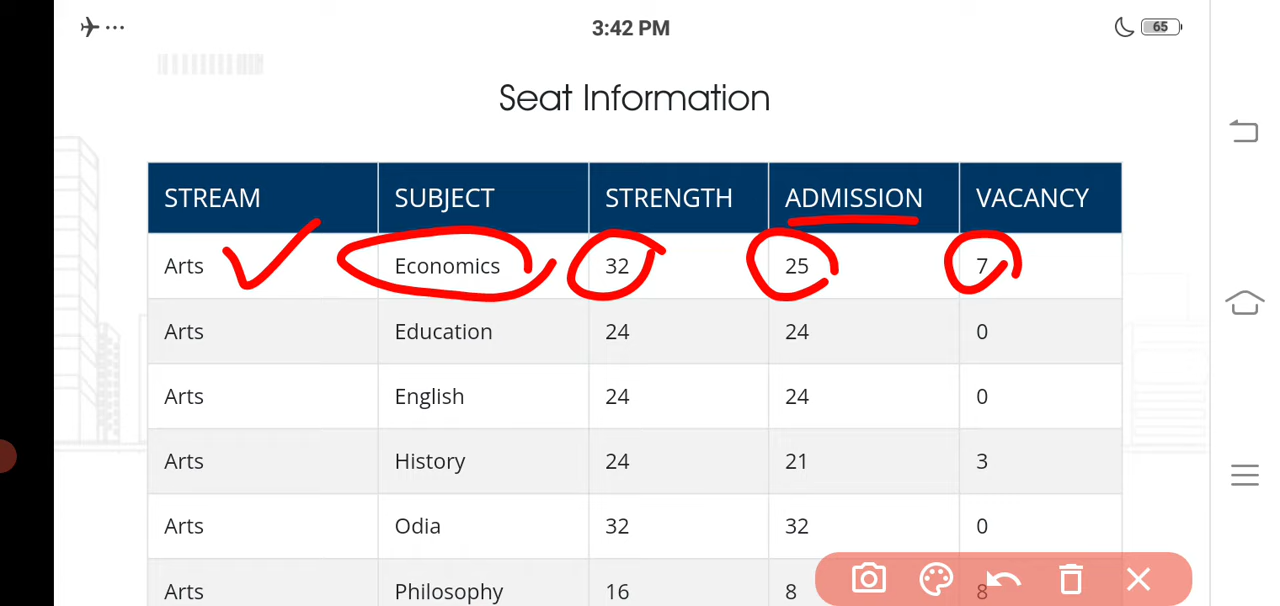 3:42 PM
65
Seat Information
STREAM SUBJECT STRENGTH ADMISSION VACANCY
Arts Economics 32 25 7
Arts Education 24 24 0
Arts English 24 24 0
Arts History 24 21 3
Arts Odia 32 32 0
Arts Philosophy 16 8 8